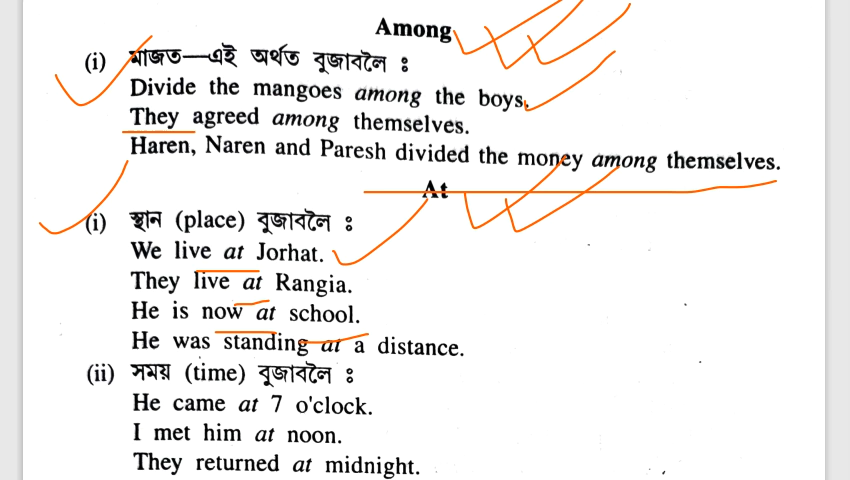 Among
(i) মাজত—এই অৰ্থত বুজাবলৈ :
Divide the mangoes among the boys.
They agreed among themselves.
Haren, Naren and Paresh divided the money among themselves.
At
(i) স্থান (place) বুজাবলৈ :
We live at Jorhat.
They live at Rangia.
He is now at school.
He was standing at a distance.
(ii) সময় (time) বুজাবলৈ :
He came at 7 o'clock.
I met him at noon.
They returned at midnight.